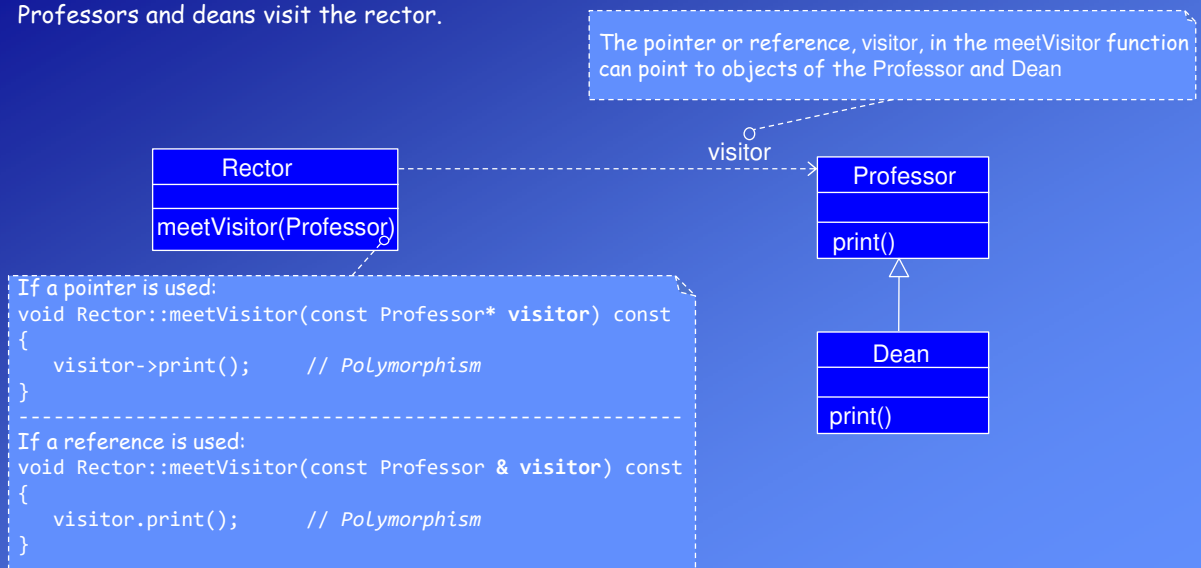 Professors and deans visit the rector.
The pointer or reference, visitor, in the meetVisitor function
can point to objects of the Professor and Dean
visitor
Rector
meetVisitor(Professor)
Professor
print()
Dean
print()
If a pointer is used:
void Rector::meetVisitor(const Professor* visitor) const
{
visitor->print(); // Polymorphism
}
------------------------------------------------------------
If a reference is used:
void Rector::meetVisitor(const Professor & visitor) const
{
visitor.print(); // Polymorphism
}